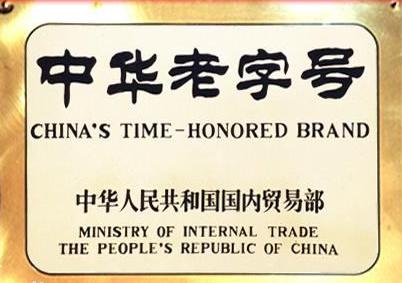 中华老字号
CHINA'S TIME-HONORED BRAND
中华人民共和国国内贸易部
MINISTRY OF INTERNAL TRADE
THE PEOPLE'S REPUBLIC OF CHINA